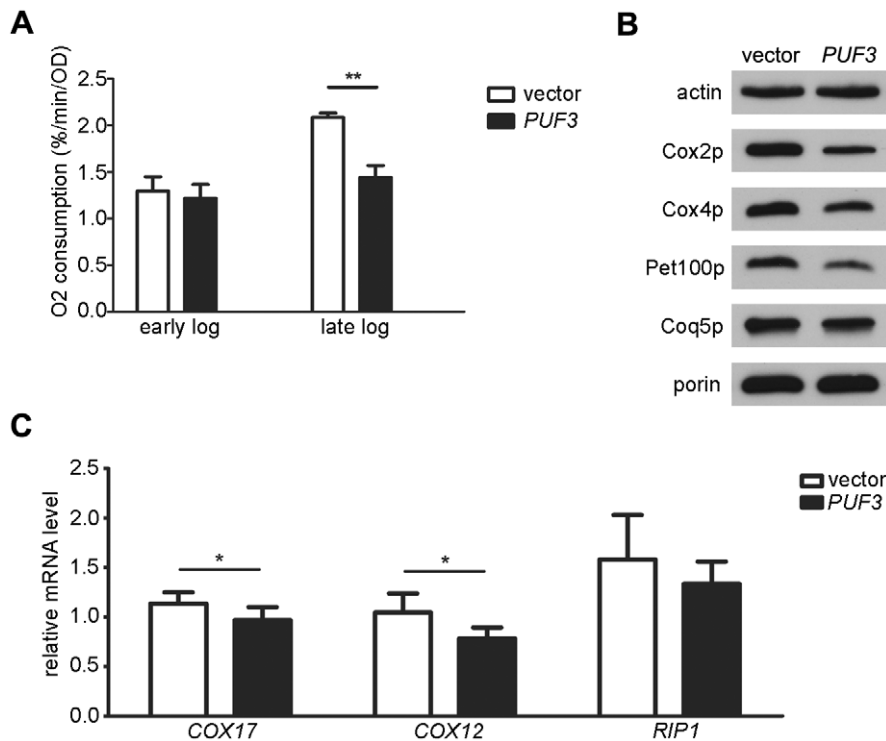 A
O2 consumption (%/min/OD)
2.5
2.0
1.5
1.0
0.5
0.0
**
early log
late log
vector
PUF3
B
vector PUF3
actin
Cox2p
Cox4p
Pet100p
Coq5p
porin
C
relative mRNA level
2.5
2.0
1.5
1.0
0.5
0.0
*
*
COX17
COX12
RIP1
vector
PUF3